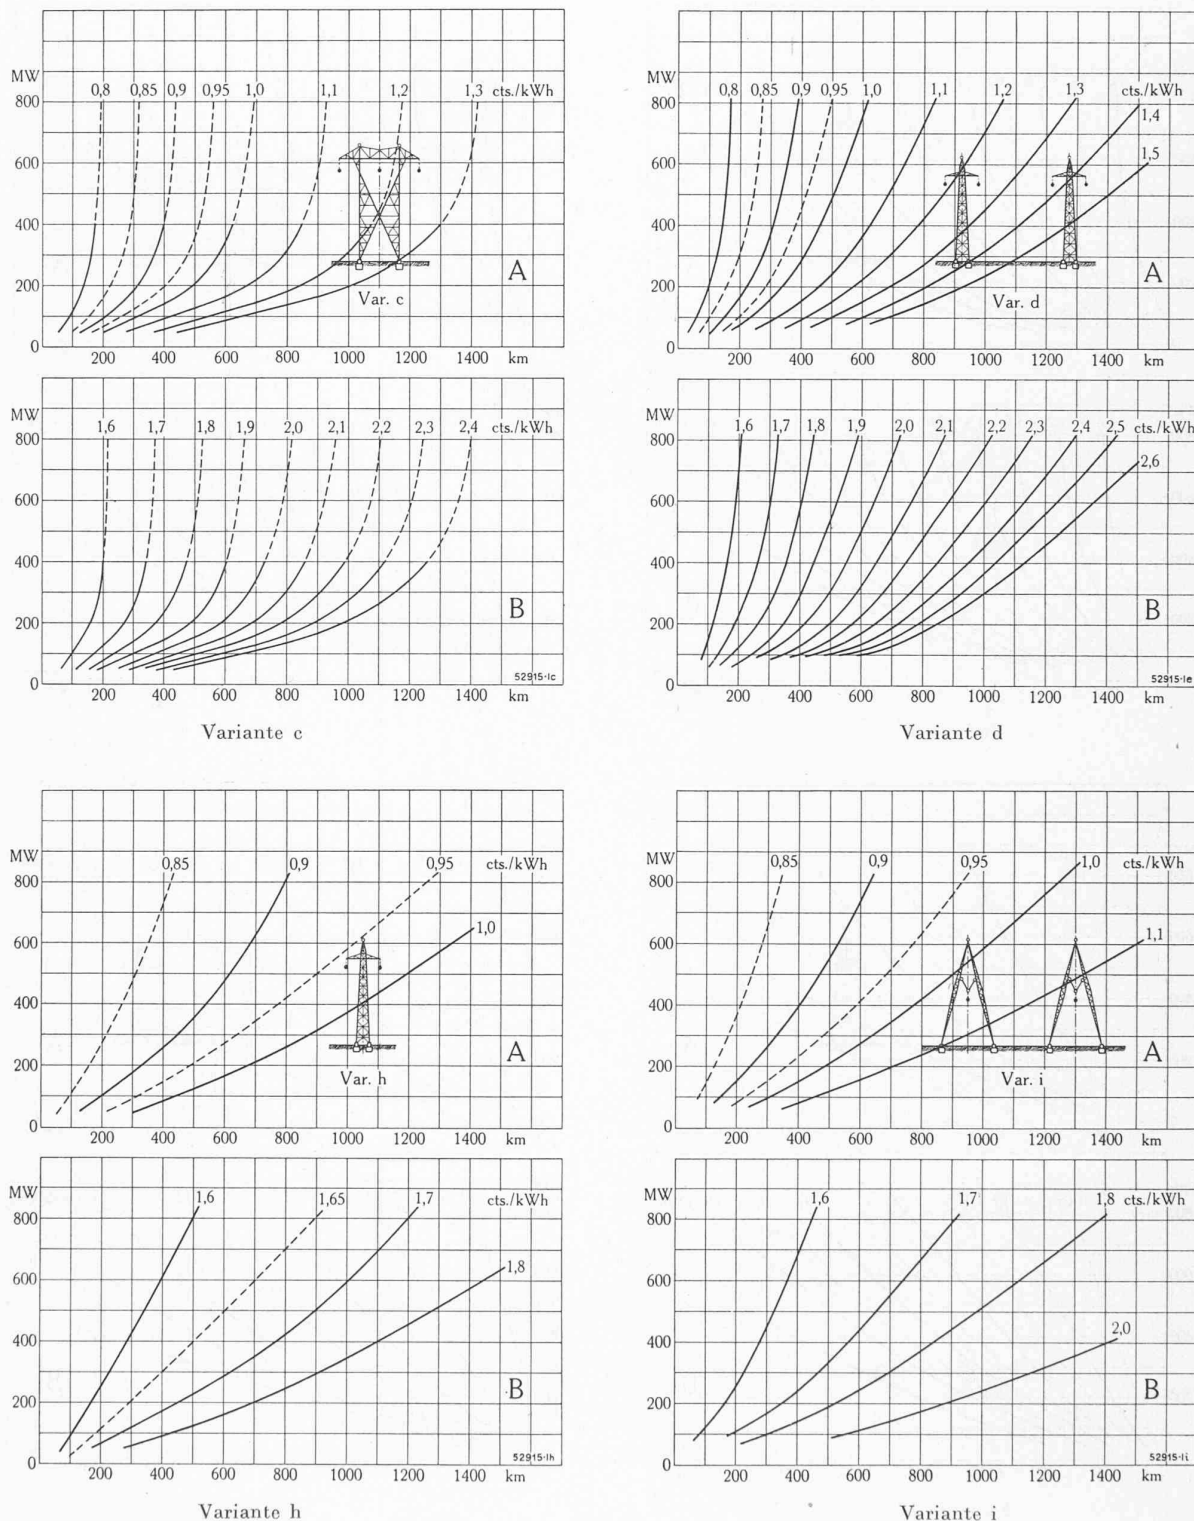 MW 0,8 0,85 0,9 0,95 1,0 1,1 1,2 1,3 cts./kWh
800
600
400
200
0
A
Var. c
200 400 600 800 1000 1200 1400 km
MW 1,6 1,7 1,8 1,9 2,0 2,1 2,2 2,3 2,4 cts./kWh
800
600
400
200
0
B
52915-Ic
200 400 600 800 1000 1200 1400 km
Variante c
MW 0,8 0,85 0,9 0,95 1,0 1,1 1,2 1,3 cts./kWh
1,4
1,5
800
600
400
200
0
A
Var. d
200 400 600 800 1000 1200 1400 km
MW 1,6 1,7 1,8 1,9 2,0 2,1 2,2 2,3 2,4 2,5 cts./kWh
2,6
800
600
400
200
0
B
52915-Ie
200 400 600 800 1000 1200 1400 km
Variante d
MW 0,85 0,9 0,95 cts./kWh
1,0
800
600
400
200
0
A
Var. h
200 400 600 800 1000 1200 1400 km
MW 1,6 1,65 1,7 cts./kWh
1,8
800
600
400
200
0
B
52915-Ih
200 400 600 800 1000 1200 1400 km
Variante h
MW 0,85 0,9 0,95 1,0 cts./kWh
1,1
800
600
400
200
0
A
Var. i
200 400 600 800 1000 1200 1400 km
MW 1,6 1,7 1,8 cts./kWh
2,0
800
600
400
200
0
B
52915-Ii
200 400 600 800 1000 1200 1400 km
Variante i